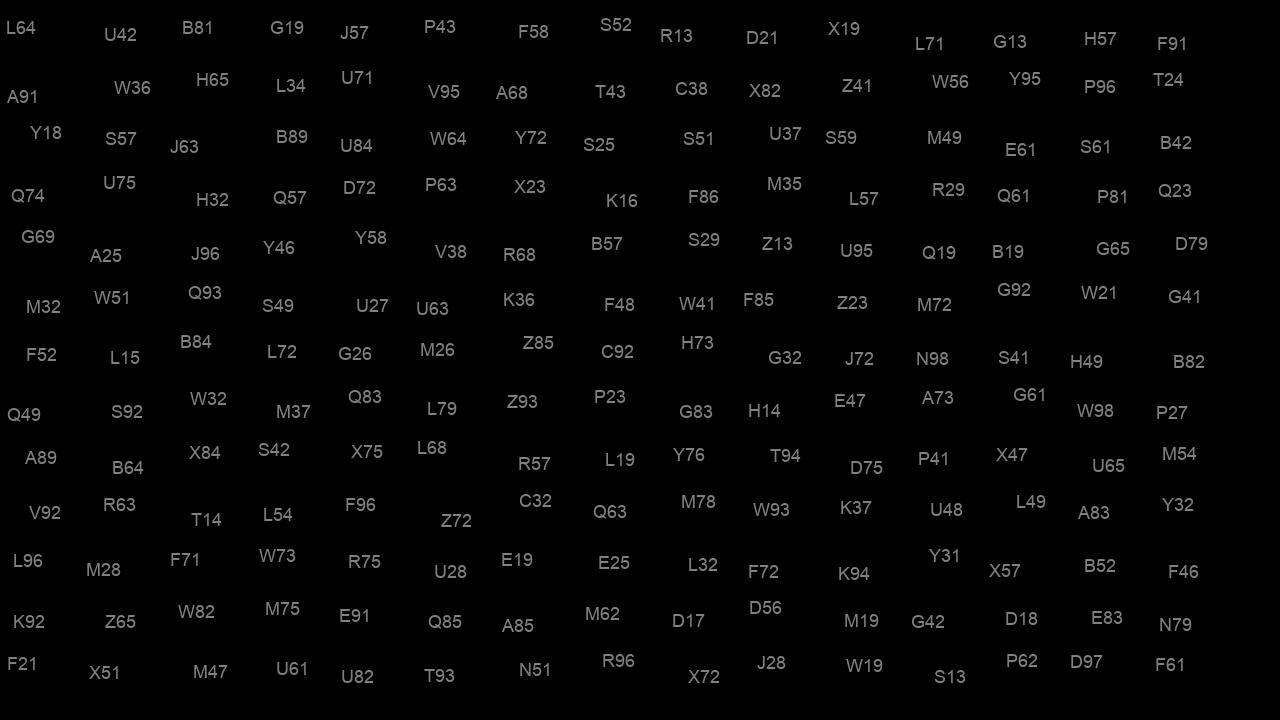 L64 U42 B81 G19 J57 P43 F58 S52 R13 D21 X19 L71 G13 H57 F91
A91 W36 H65 L34 U71 V95 A68 T43 C38 X82 Z41 W56 Y95 P96 T24
Y18 S57 J63 B89 U84 W64 Y72 S25 S51 U37 S59 M49 E61 S61 B42
Q74 U75 H32 Q57 D72 P63 X23 K16 F86 M35 L57 R29 Q61 P81 Q23
G69 A25 J96 Y46 Y58 V38 R68 B57 S29 Z13 U95 Q19 B19 G65 D79
M32 W51 Q93 S49 U27 U63 K36 F48 W41 F85 Z23 M72 G92 W21 G41
F52 L15 B84 L72 G26 M26 Z85 C92 H73 G32 J72 N98 S41 H49 B82
Q49 S92 W32 M37 Q83 L79 Z93 P23 G83 H14 E47 A73 G61 W98 P27
A89 B64 X84 S42 X75 L68 R57 L19 Y76 T94 D75 P41 X47 U65 M54
V92 R63 T14 L54 F96 Z72 C32 Q63 M78 W93 K37 U48 L49 A83 Y32
L96 M28 F71 W73 R75 U28 E19 E25 L32 F72 K94 Y31 X57 B52 F46
K92 Z65 W82 M75 E91 Q85 A85 M62 D17 D56 M19 G42 D18 E83 N79
F21 X51 M47 U61 U82 T93 N51 R96 X72 J28 W19 S13 P62 D97 F61